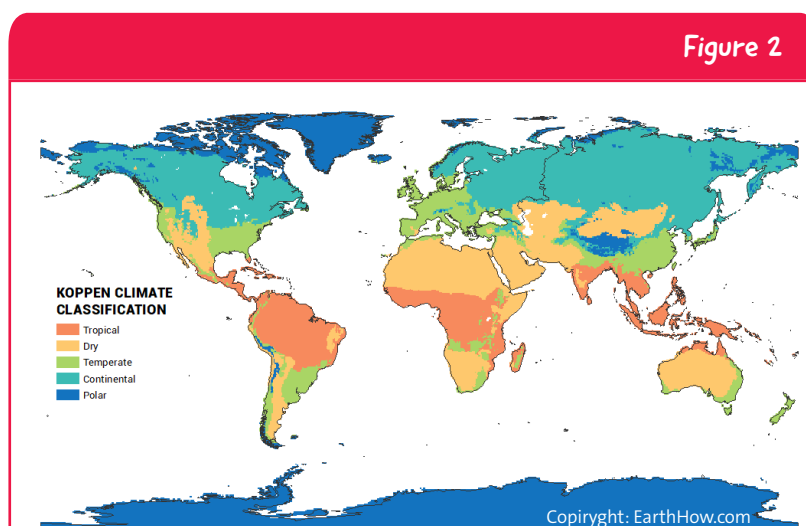 Figure 2
KOPPEN CLIMATE
CLASSIFICATION
Tropical
Dry
Temperate
Continental
Polar
Copiryght: EarthHow.com